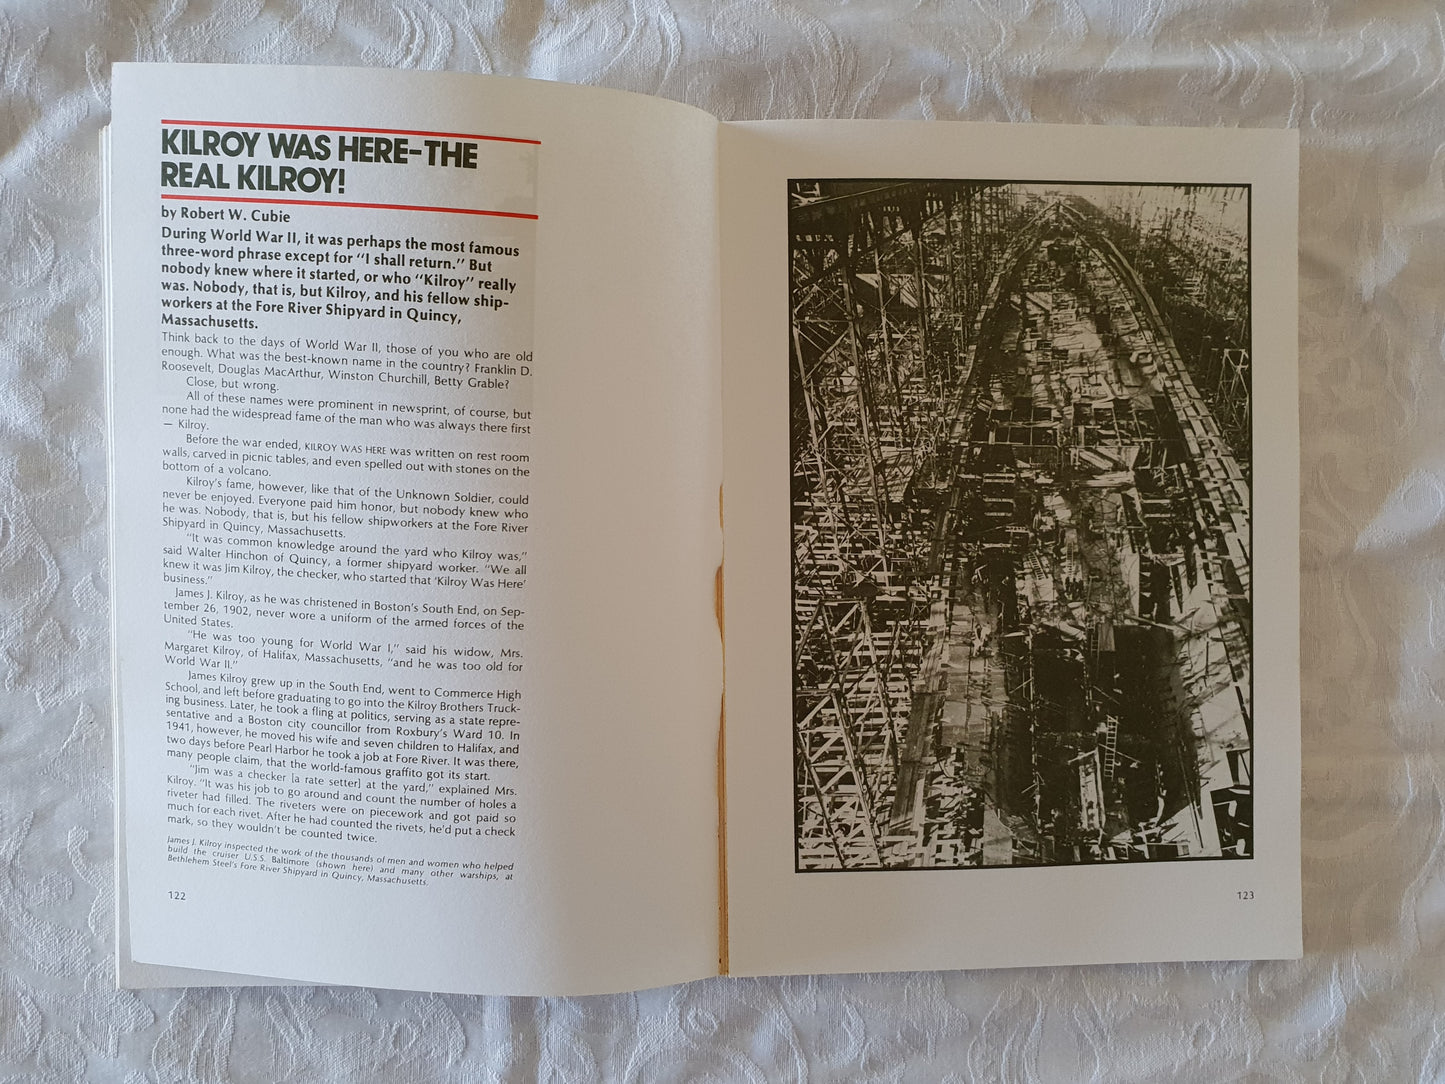 KILROY WAS HERE–THE
REAL KILROY!
by Robert W. Cubie
During World War II, it was perhaps the most famous
three-word phrase except for “I shall return.” But
nobody knew where it started, or who “Kilroy” really
was. Nobody, that is, but Kilroy, and his fellow ship-
workers at the Fore River Shipyard in Quincy,
Massachusetts.
Think back to the days of World War II, those of you who are old
enough. What was the best-known name in the country? Franklin D.
Roosevelt, Douglas MacArthur, Winston Churchill, Betty Grable?
Close, but wrong.
All of these names were prominent in newsprint, of course, but
none had the widespread fame of the man who was always there first
— Kilroy.
Before the war ended, KILROY WAS HERE was written on rest room
walls, carved in picnic tables, and even spelled out with stones on the
bottom of a volcano.
Kilroy’s fame, however, like that of the Unknown Soldier, could
never be enjoyed. Everyone paid him honor, but nobody knew who
he was. Nobody, that is, but his fellow shipworkers at the Fore River
Shipyard in Quincy, Massachusetts.
“It was common knowledge around the yard who Kilroy was,”
said Walter Hinchon of Quincy, a former shipyard worker. “We all
knew it was Jim Kilroy, the checker, who started that ‘Kilroy Was Here’
business.”
James J. Kilroy, as he was christened in Boston’s South End, on Sep-
tember 26, 1902, never wore a uniform of the armed forces of the
United States.
“He was too young for World War I,” said his widow, Mrs.
Margaret Kilroy, of Halifax, Massachusetts, “and he was too old for
World War II.”
James Kilroy grew up in the South End, went to Commerce High
School, and left before graduating to go into the Kilroy Brothers Truck-
ing business. Later, he took a fling at politics, serving as a state repre-
sentative and a Boston city councillor from Roxbury’s Ward 10. In
1941, however, he moved his wife and seven children to Halifax, and
two days before Pearl Harbor he took a job at Fore River. It was there,
many people claim, that the world-famous graffito got its start.
“Jim was a checker [a rate setter] at the yard,” explained Mrs.
Kilroy. “It was his job to go around and count the number of holes a
riveter had filled. The riveters were on piecework and got paid so
much for each rivet. After he had counted the rivets, he’d put a check
mark, so they wouldn’t be counted twice.
James J. Kilroy inspected the work of the thousands of men and women who helped
build the cruiser U.S.S. Baltimore (shown here) and many other warships, at
Bethlehem Steel’s Fore River Shipyard in Quincy, Massachusetts.
122
123